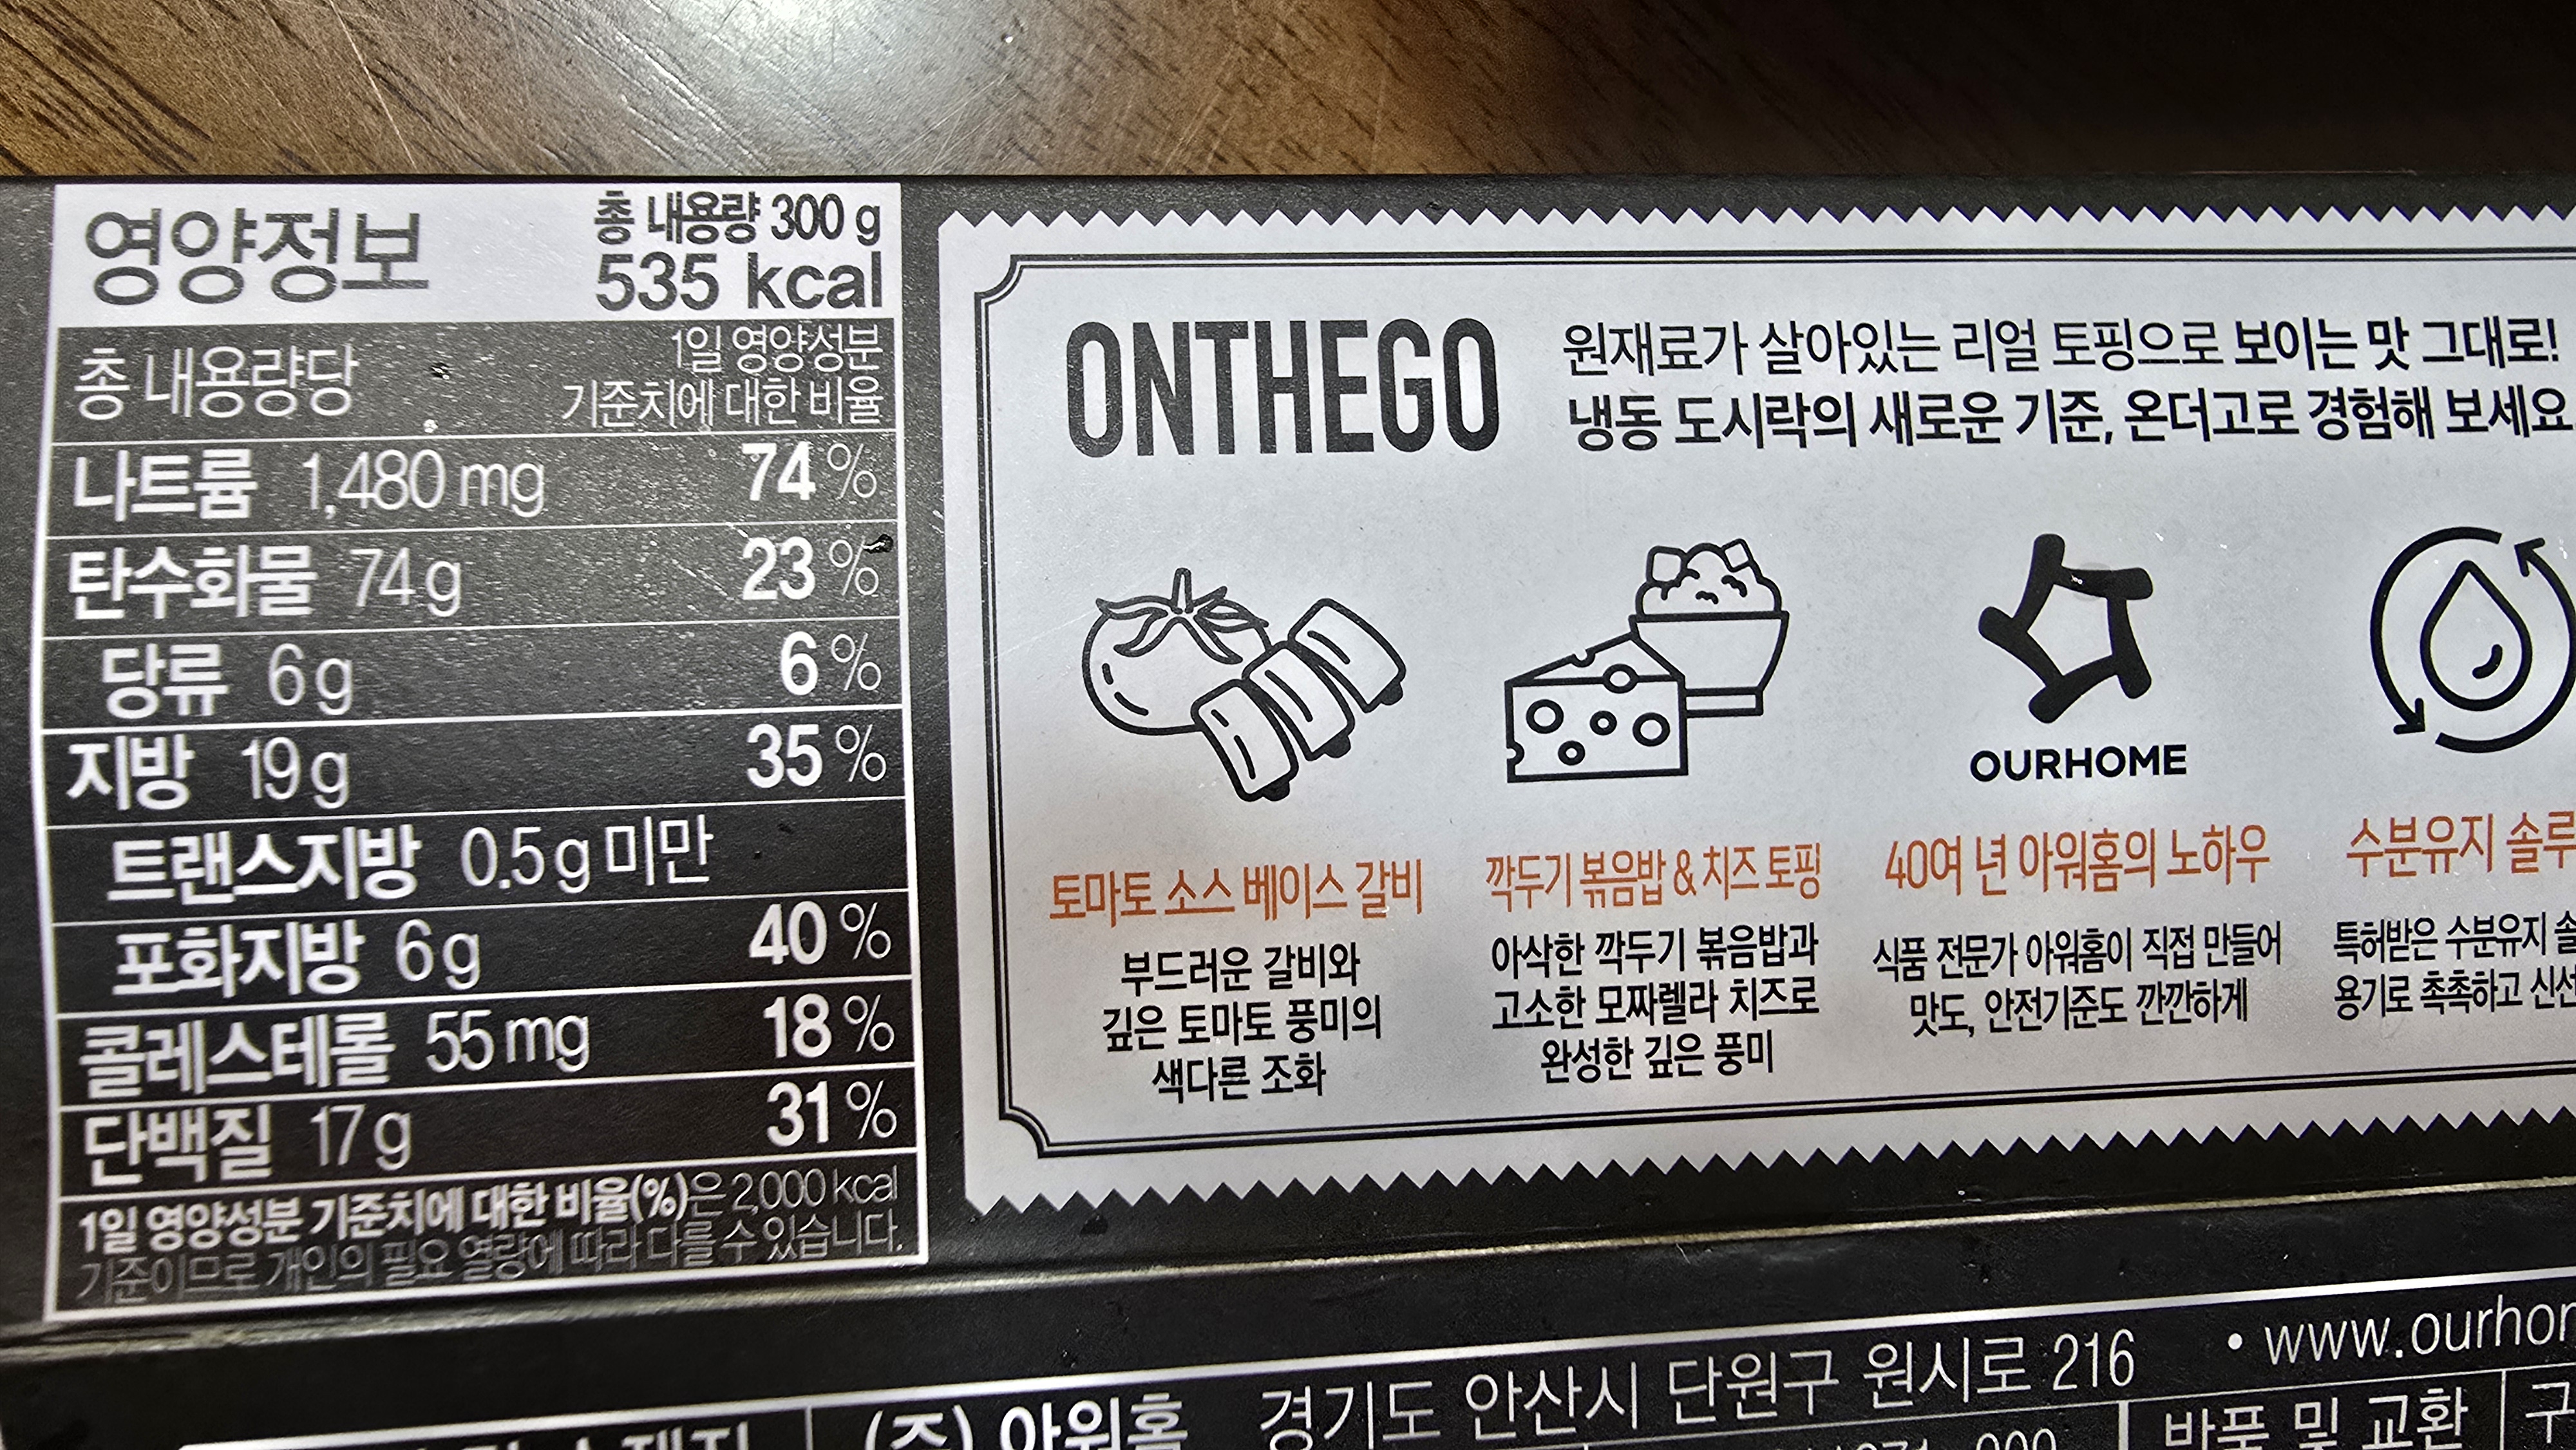 영양정보
총 내용량 300 g
535 kcal
총 내용량당
1일 영양성분
기준치에 대한 비율
나트륨 1,480 mg 74 %
탄수화물 74 g 23 %
당류 6 g 6 %
지방 19 g 35 %
트랜스지방 0.5 g 미만
포화지방 6 g 40 %
콜레스테롤 55 mg 18 %
단백질 17 g 31 %
1일 영양성분 기준치에 대한 비율(%)은 2,000 kcal
기준이므로 개인의 필요 열량에 따라 다를 수 있습니다.
ONTHEGO
원재료가 살아있는 리얼 토핑으로 보이는 맛 그대로!
냉동 도시락의 새로운 기준, 온더고로 경험해 보세요
토마토 소스 베이스 갈비
부드러운 갈비와
깊은 토마토 풍미의
색다른 조화
깍두기 볶음밥 & 치즈 토핑
아삭한 깍두기 볶음밥과
고소한 모짜렐라 치즈로
완성한 깊은 풍미
OURHOME
40여 년 아워홈의 노하우
식품 전문가 아워홈이 직접 만들어
맛도, 안전기준도 깐깐하게
수분유지 솔루
특허받은 수분유지 솔
용기로 촉촉하고 신선
(주) 아워홈 경기도 안산시 단원구 원시로 216 • www.ourhom
반품 및 교환